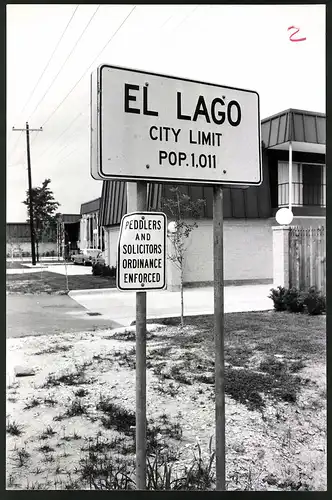 2
EL LAGO
CITY LIMIT
POP.1.011
PEDDLERS
AND
SOLICITORS
ORDINANCE
ENFORCED